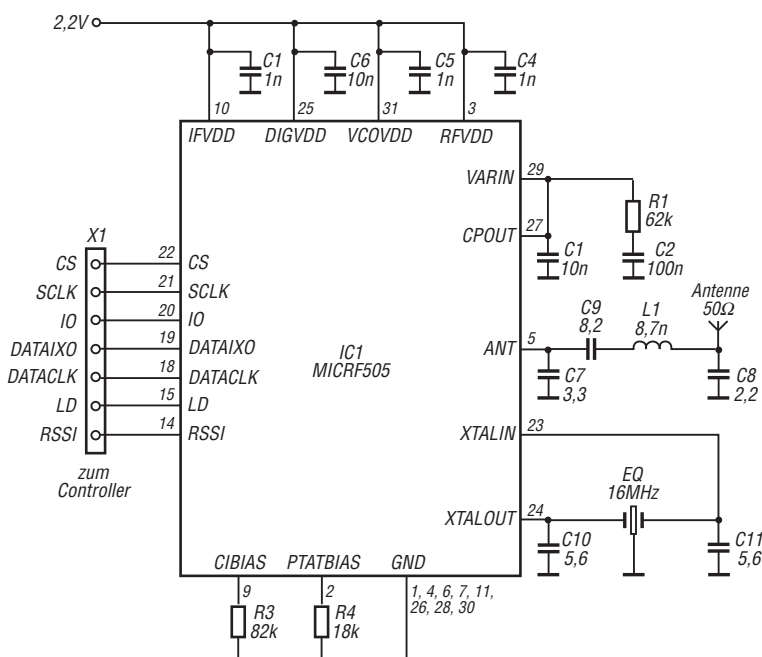 2,2V
C1
1n
C6
10n
C5
1n
C4
1n
10
25
31
3
IFVDD
DIGVDD
VCOVDD
RFVDD
VARIN
29
R1
62k
CPOUT
27
C1
10n
C2
100n
X1
CS
22
CS
SCLK
21
SCLK
IO
20
IO
DATAIXO
19
DATAIXO
DATACLK
18
DATACLK
LD
15
LD
RSSI
14
RSSI
zum
Controller
IC1
MICRF505
ANT
5
C9
8,2
L1
8,7n
Antenne
50Ω
C7
3,3
C8
2,2
XTALIN
23
EQ
16MHz
XTALOUT
24
C10
5,6
C11
5,6
CIBIAS
PTATBIAS
GND
9
2
1, 4, 6, 7, 11,
26, 28, 30
R3
82k
R4
18k